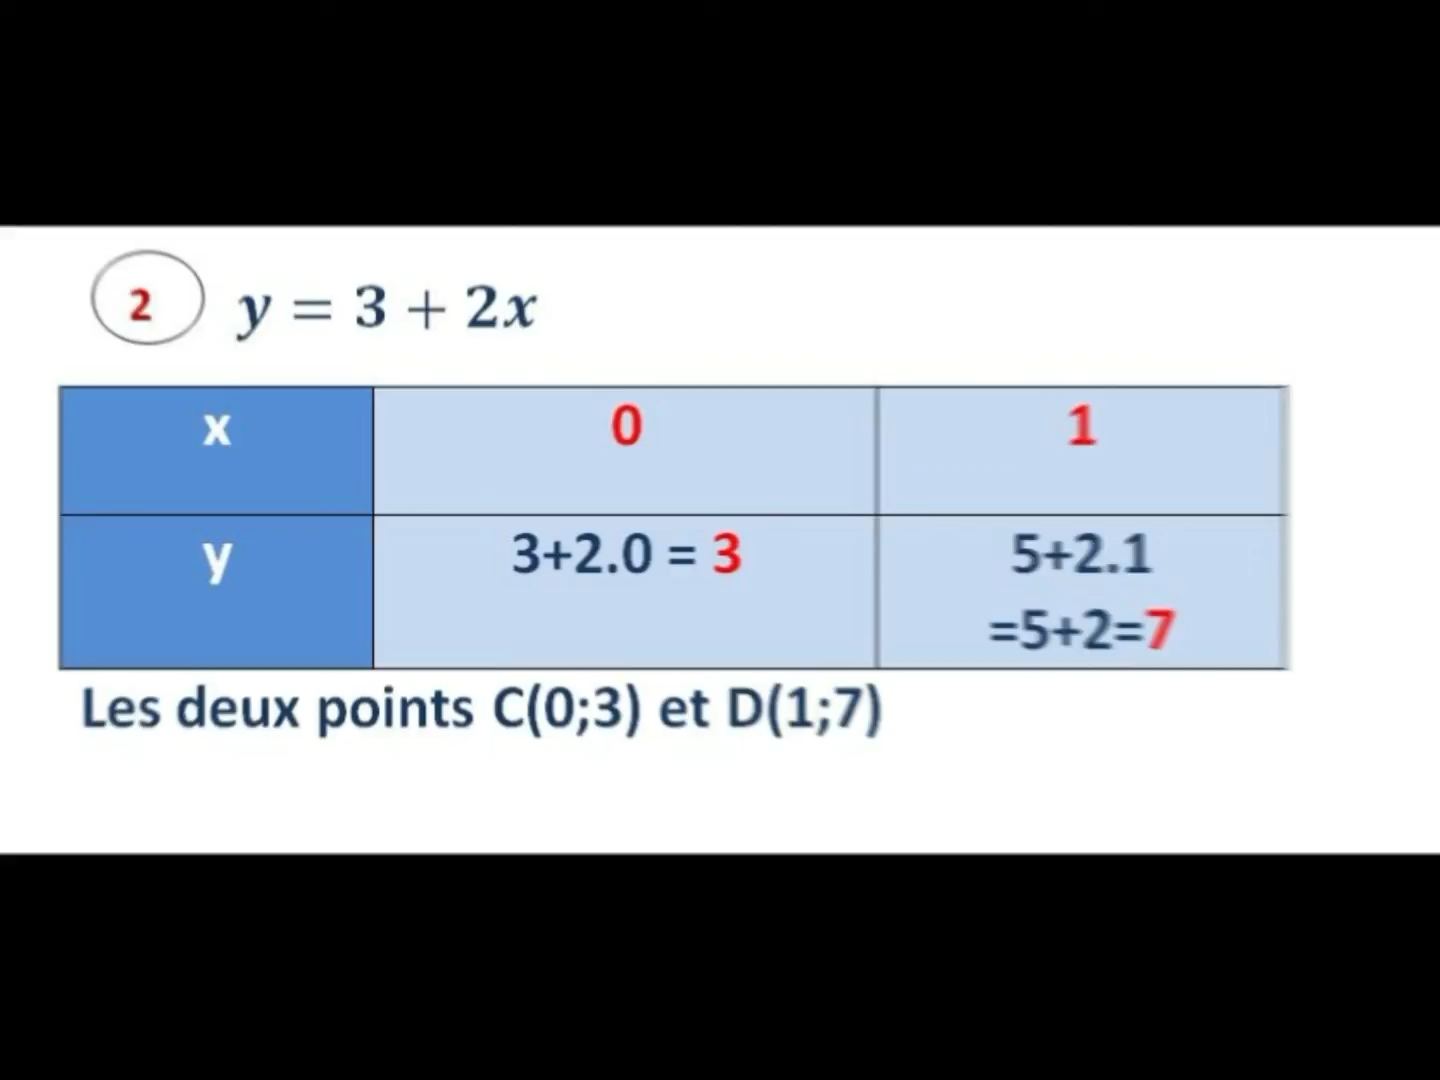 2 y = 3 + 2x
x 0 1
y 3+2.0 = 3 5+2.1
=5+2=7
Les deux points C(0;3) et D(1;7)